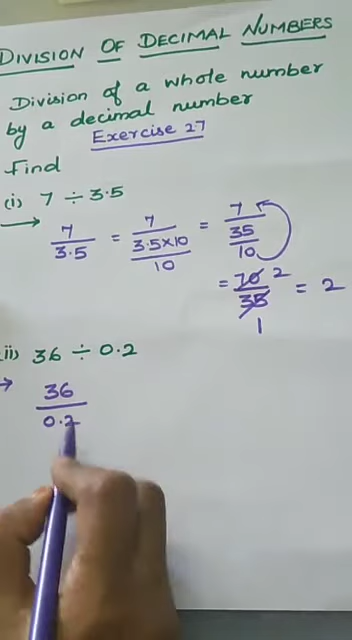 DIVISION OF DECIMAL NUMBERS
Division of a whole number
by a decimal number
Exercise 27
Find
(i) 7 ÷ 3.5
→ 7/3.5 = 7/(3.5×10/10) = 7/(35/10)
= 70/35 2/1 = 2
ii) 36 ÷ 0.2
→ 36/0.2